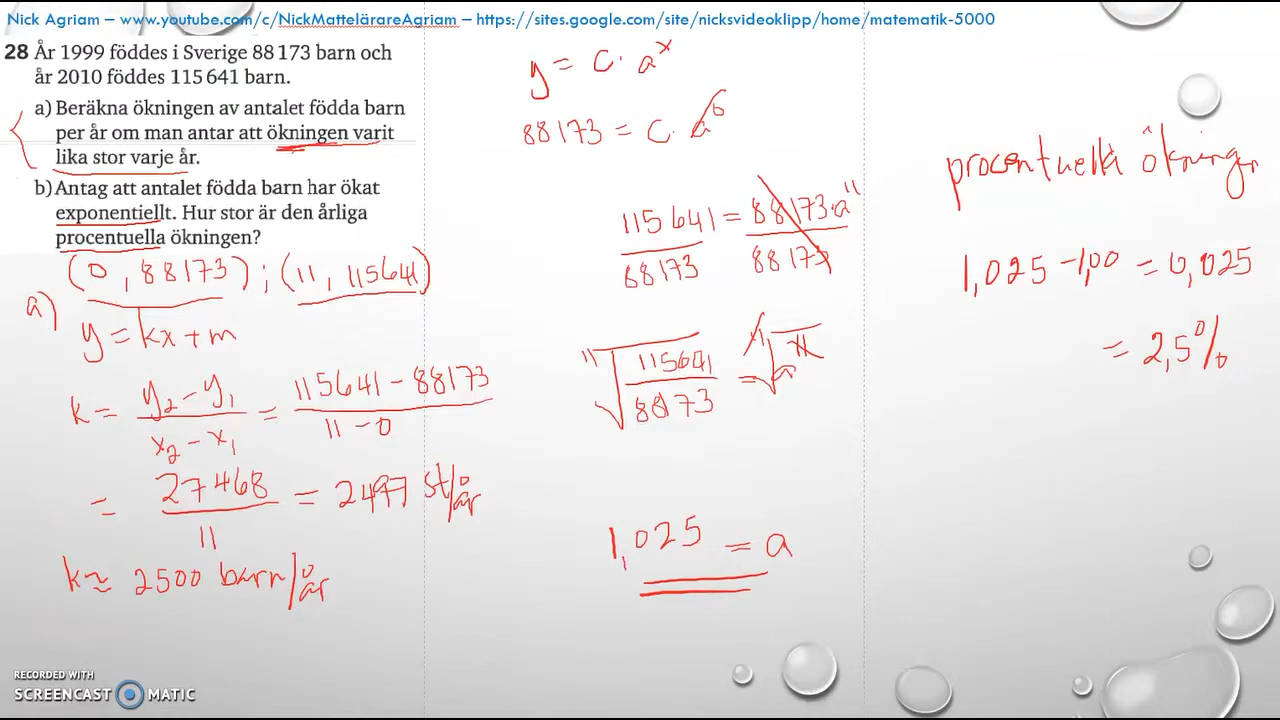 Nick Agriam – www.youtube.com/c/NickMattelärareAgriam – https://sites.google.com/site/nicksvideoklipp/home/matematik-5000
28 År 1999 föddes i Sverige 88 173 barn och
år 2010 föddes 115 641 barn.
a) Beräkna ökningen av antalet födda barn
per år om man antar att ökningen varit
lika stor varje år.
b) Antag att antalet födda barn har ökat
exponentiellt. Hur stor är den årliga
procentuella ökningen?
(0, 88173) ; (11, 115641)
a)
y = kx + m
k = (y₂ - y₁)/(x₂ - x₁) = (115641 - 88173)/(11 - 0)
= 27468/11 = 2497 st/år
k ≈ 2500 barn/år
y = C · aˣ
88173 = C · a⁰
115641/88173 = 88173·a¹¹/88173
¹¹√(115641/88173) = ¹¹√a¹¹
1,025 = a
procentuella ökningen
1,025 - 1,00 = 0,025
= 2,5%
RECORDED WITH
SCREENCAST MATIC